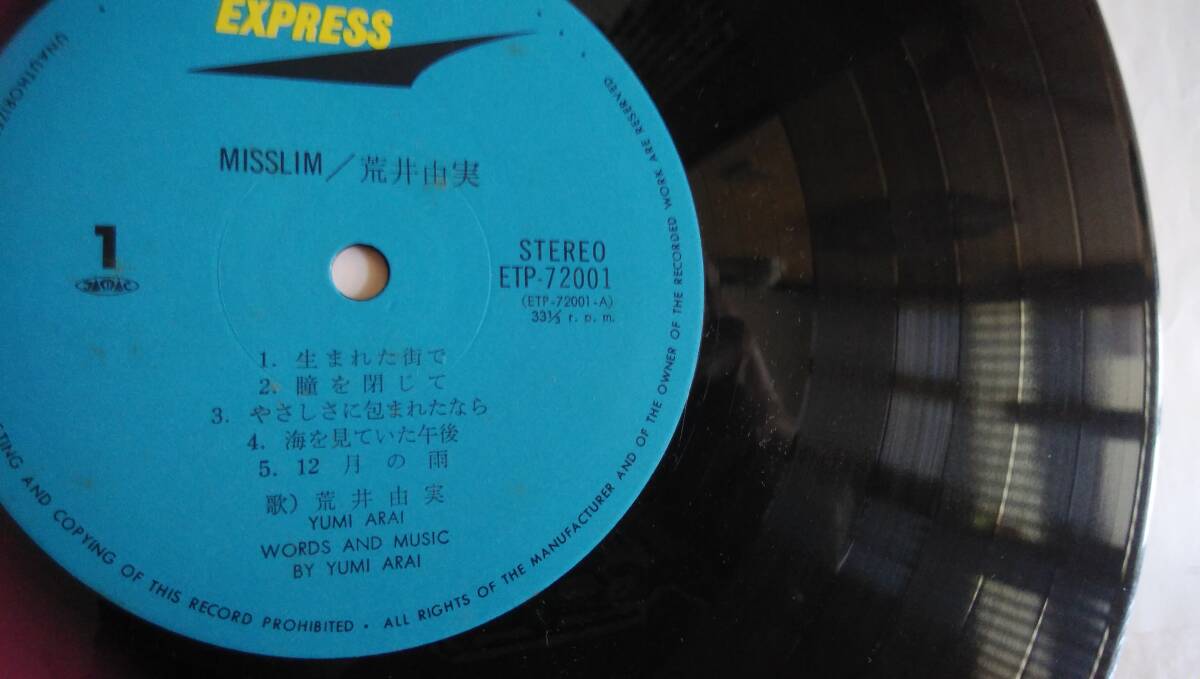 EXPRESS
MISSLIM/荒井由実
1
STEREO
ETP-72001
(ETP-72001-A)
33⅓ r.p.m.
1. 生まれた街で
2. 瞳を閉じて
3. やさしさに包まれたなら
4. 海を見ていた午後
5. 12月の雨
歌) 荒井由実
YUMI ARAI
WORDS AND MUSIC
BY YUMI ARAI
AND COPYING OF THIS RECORD PROHIBITED • ALL RIGHTS OF THE MANUFACTURER AND OF THE OWNER OF THE RECORDED WORK ARE RESERVED